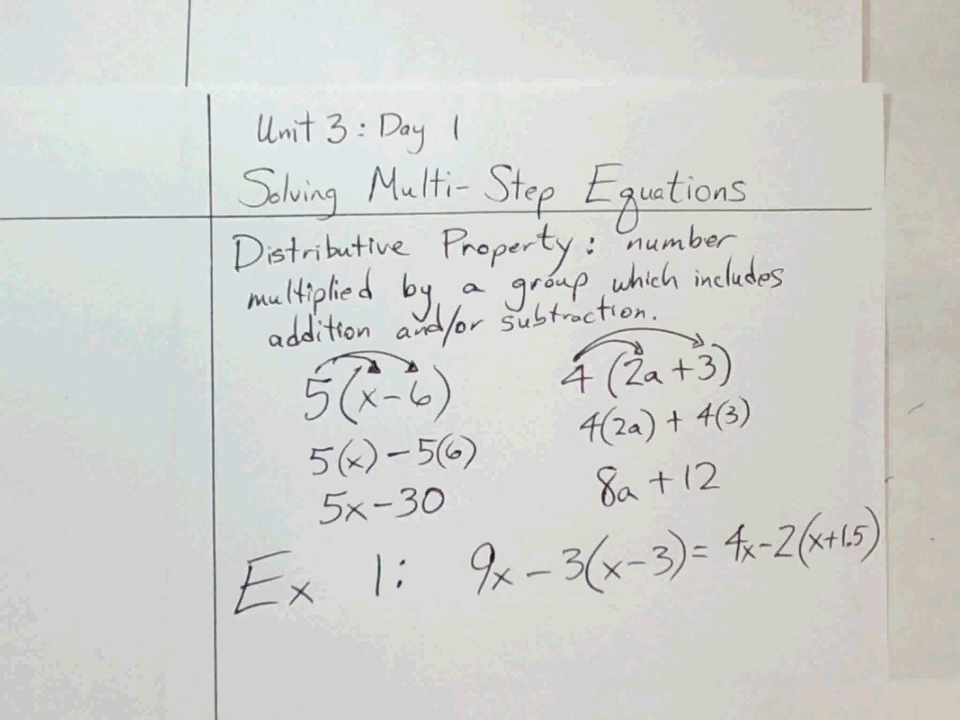 Unit 3: Day 1
Solving Multi-Step Equations
Distributive Property: number
multiplied by a group which includes
addition and/or subtraction.
5(x-6) 4(2a+3)
5(x)-5(6) 4(2a)+4(3)
5x-30 8a+12
Ex 1: 9x-3(x-3)=4x-2(x+1.5)